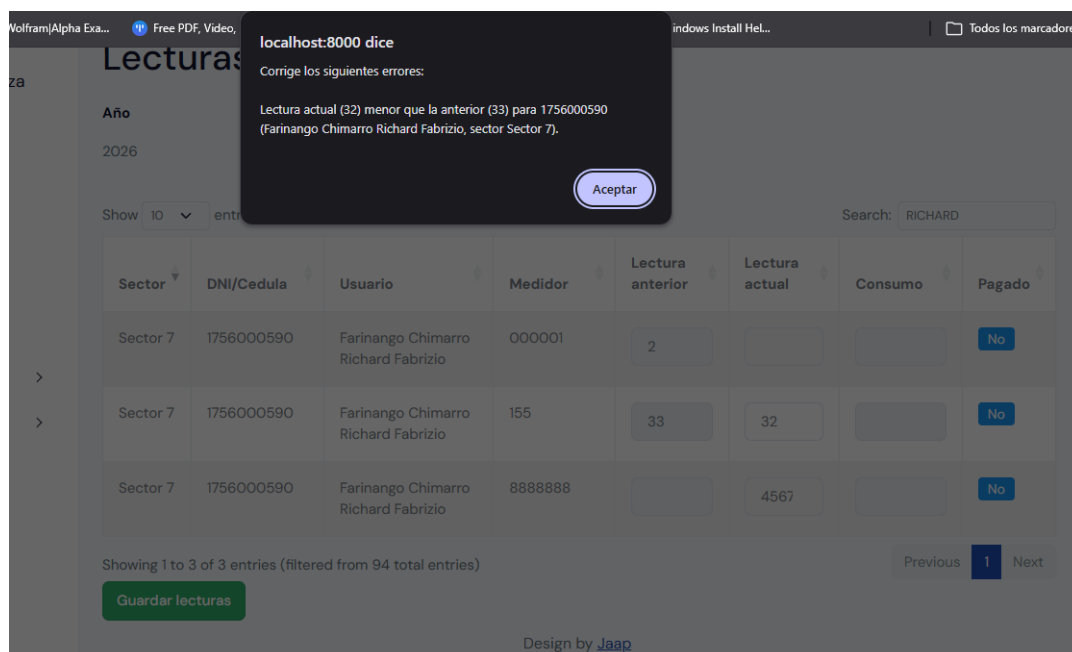 Wolfram|Alpha Exa...
Free PDF, Video,
indows Install Hel...
Todos los marcadore
localhost:8000 dice
Corrige los siguientes errores:
Lectura actual (32) menor que la anterior (33) para 1756000590
(Farinango Chimarro Richard Fabrizio, sector Sector 7).
Aceptar
Lecturas
za
Año
2026
Show 10 entr
Search: RICHARD
Sector DNI/Cedula Usuario Medidor Lectura anterior Lectura actual Consumo Pagado
Sector 7 1756000590 Farinango Chimarro Richard Fabrizio 000001 2 No
Sector 7 1756000590 Farinango Chimarro Richard Fabrizio 155 33 32 No
Sector 7 1756000590 Farinango Chimarro Richard Fabrizio 8888888 4567 No
Showing 1 to 3 of 3 entries (filtered from 94 total entries)
Previous 1 Next
Guardar lecturas
Design by Jaap